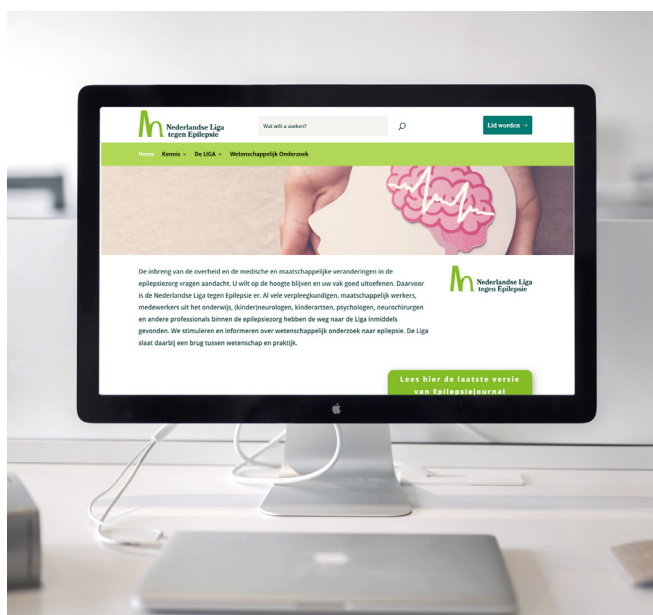 Nederlandse Liga
tegen Epilepsie
Wat wilt u zoeken?
Lid worden →
Home Kennis De LIGA Wetenschappelijk Onderzoek
De inbreng van de overheid en de medische en maatschappelijke veranderingen in de
epilepsiezorg vragen aandacht. U wilt op de hoogte blijven en uw vak goed uitoefenen. Daarvoor
is de Nederlandse Liga tegen Epilepsie er. Al vele verpleegkundigen, maatschappelijk werkers,
medewerkers uit het onderwijs, (kinder)neurologen, kinderartsen, psychologen, neurochirurgen
en andere professionals binnen de epilepsiezorg hebben de weg naar de Liga inmiddels
gevonden. We stimuleren en informeren over wetenschappelijk onderzoek naar epilepsie. De Liga
slaat daarbij een brug tussen wetenschap en praktijk.
Nederlandse Liga
tegen Epilepsie
Lees hier de laatste versie
van EpilepsieJournal